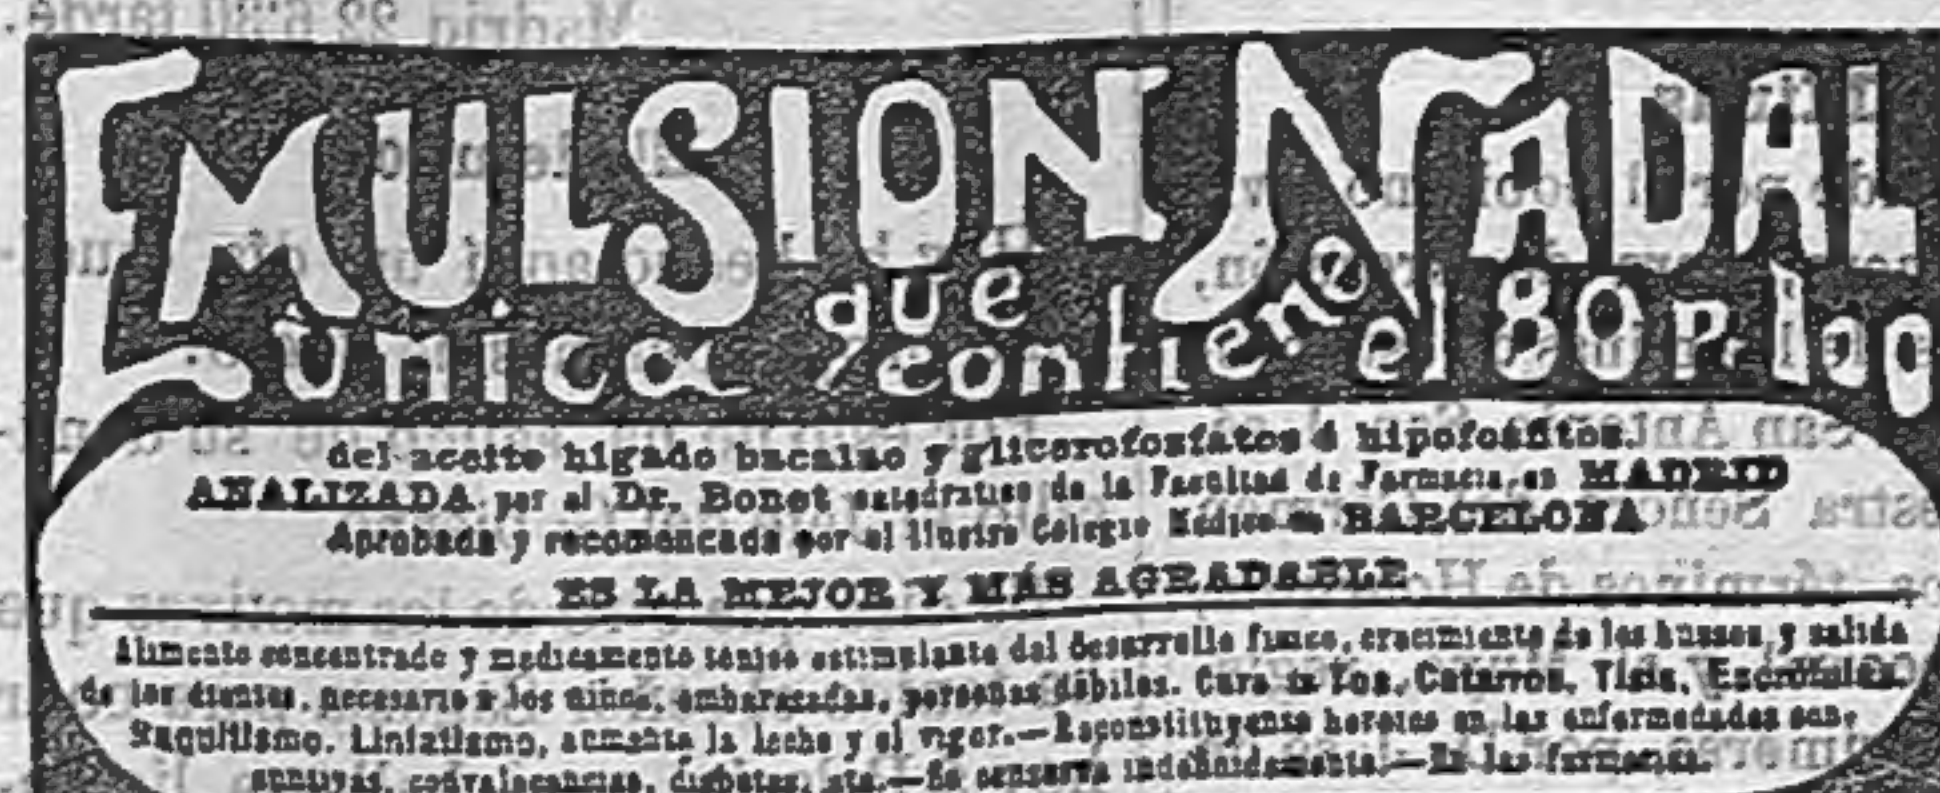 EMULSION NADAL
única que contiene el 80 p. 100
del aceite hígado bacalao y glicerofosfatos é hipofosfitos.
ANALIZADA por el Dr. Bonet catedrático de la Facultad de Farmacia, en MADRID
Aprobada y recomendada por el Ilustre Colegio Médico de BARCELONA
ES LA MEJOR Y MÁS AGRADABLE
Alimento concentrado y medicamento tónico estimulante del desarrollo físico, crecimiento de los huesos, y salida
de los dientes, necesario a los niños, embarazadas, personas débiles. Cura la Tos, Catarros, Tisis, Escrófulas,
Raquitismo, Linfatismo, aumenta la leche y el vigor.—Reconstituyente heroico en las enfermedades con-
suntivas, convalecencias, diabetes, etc.—Se conserva indefinidamente.—En las farmacias.